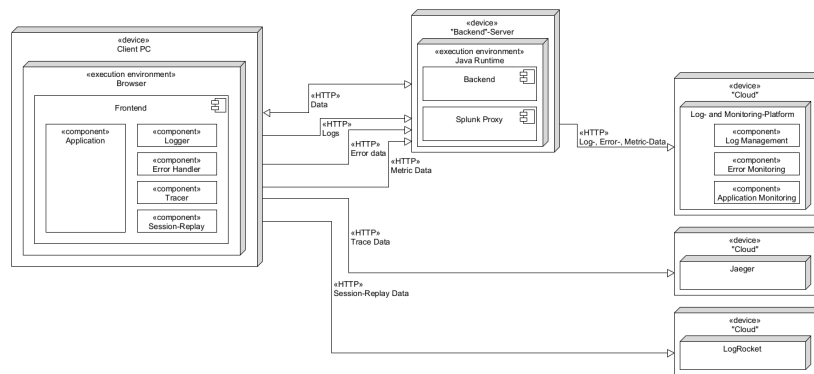 «device»
Client PC
«execution environment»
Browser
Frontend
«component»
Application
«component»
Logger
«component»
Error Handler
«component»
Tracer
«component»
Session-Replay
«HTTP»
Data
«HTTP»
Logs
«HTTP»
Error data
«HTTP»
Metric Data
«HTTP»
Trace Data
«HTTP»
Session-Replay Data
«device»
"Backend"-Server
«execution environment»
Java Runtime
Backend
Splunk Proxy
«HTTP»
Log-, Error-, Metric-Data
«device»
"Cloud"
Log- and Monitoring-Platform
«component»
Log Management
«component»
Error Monitoring
«component»
Application Monitoring
«device»
"Cloud"
Jaeger
«device»
"Cloud"
LogRocket